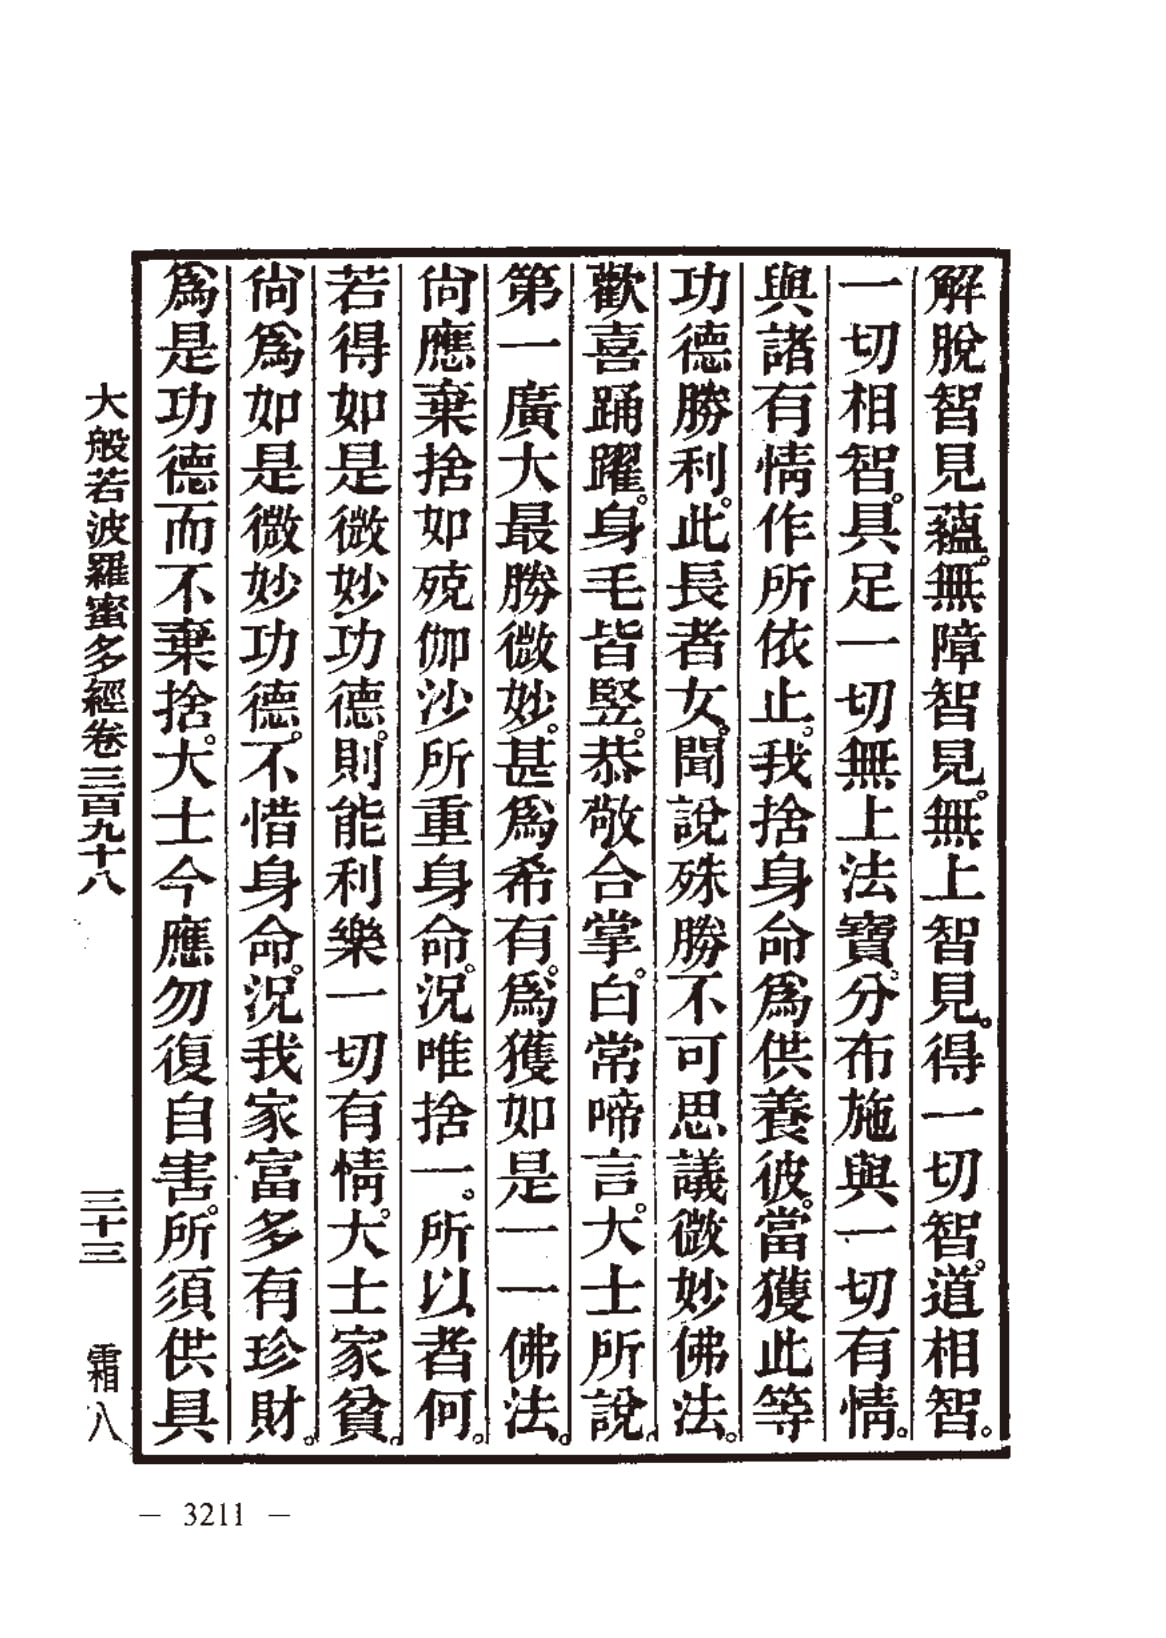 解脫智見蘊。無障智見。無上智見。得一切智。道相智。
一切相智。具足一切無上法寶。分布施與一切有情。
與諸有情作所依止。我捨身命爲供養彼。當獲此等
功德勝利。此長者女。聞說殊勝不可思議微妙佛法。
歡喜踊躍。身毛皆竪。恭敬合掌。白常啼言。大士所說。
第一廣大最勝微妙。甚爲希有。爲獲如是一一佛法。
尙應棄捨如殑伽沙所重身命。況唯捨一。所以者何。
若得如是微妙功德。則能利樂一切有情。大士家貧。
尙爲如是微妙功德。不惜身命。況我家富多有珍財。
爲是功德而不棄捨。大士今應勿復自害。所須供具
大般若波羅蜜多經卷三百九十八 三十三 霜八
— 3211 —